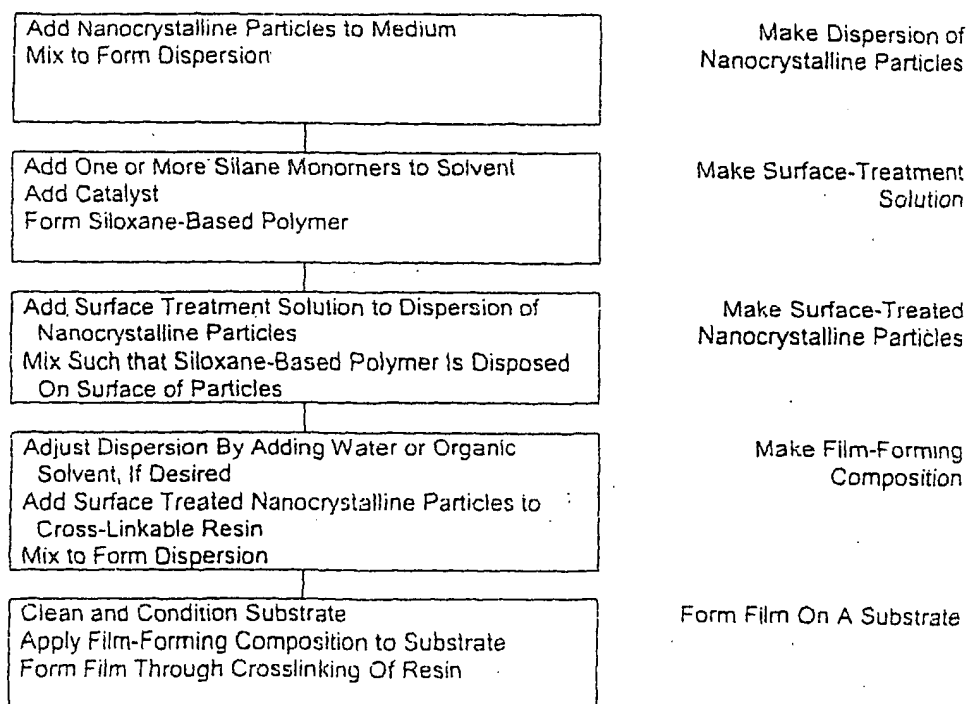 Add Nanocrystalline Particles to Medium
Mix to Form Dispersion
Make Dispersion of
Nanocrystalline Particles
Add One or More Silane Monomers to Solvent
Add Catalyst
Form Siloxane-Based Polymer
Make Surface-Treatment
Solution
Add Surface Treatment Solution to Dispersion of
Nanocrystalline Particles
Mix Such that Siloxane-Based Polymer Is Disposed
On Surface of Particles
Make Surface-Treated
Nanocrystalline Particles
Adjust Dispersion By Adding Water or Organic
Solvent, If Desired
Add Surface Treated Nanocrystalline Particles to
Cross-Linkable Resin
Mix to Form Dispersion
Make Film-Forming
Composition
Clean and Condition Substrate
Apply Film-Forming Composition to Substrate
Form Film Through Crosslinking Of Resin
Form Film On A Substrate